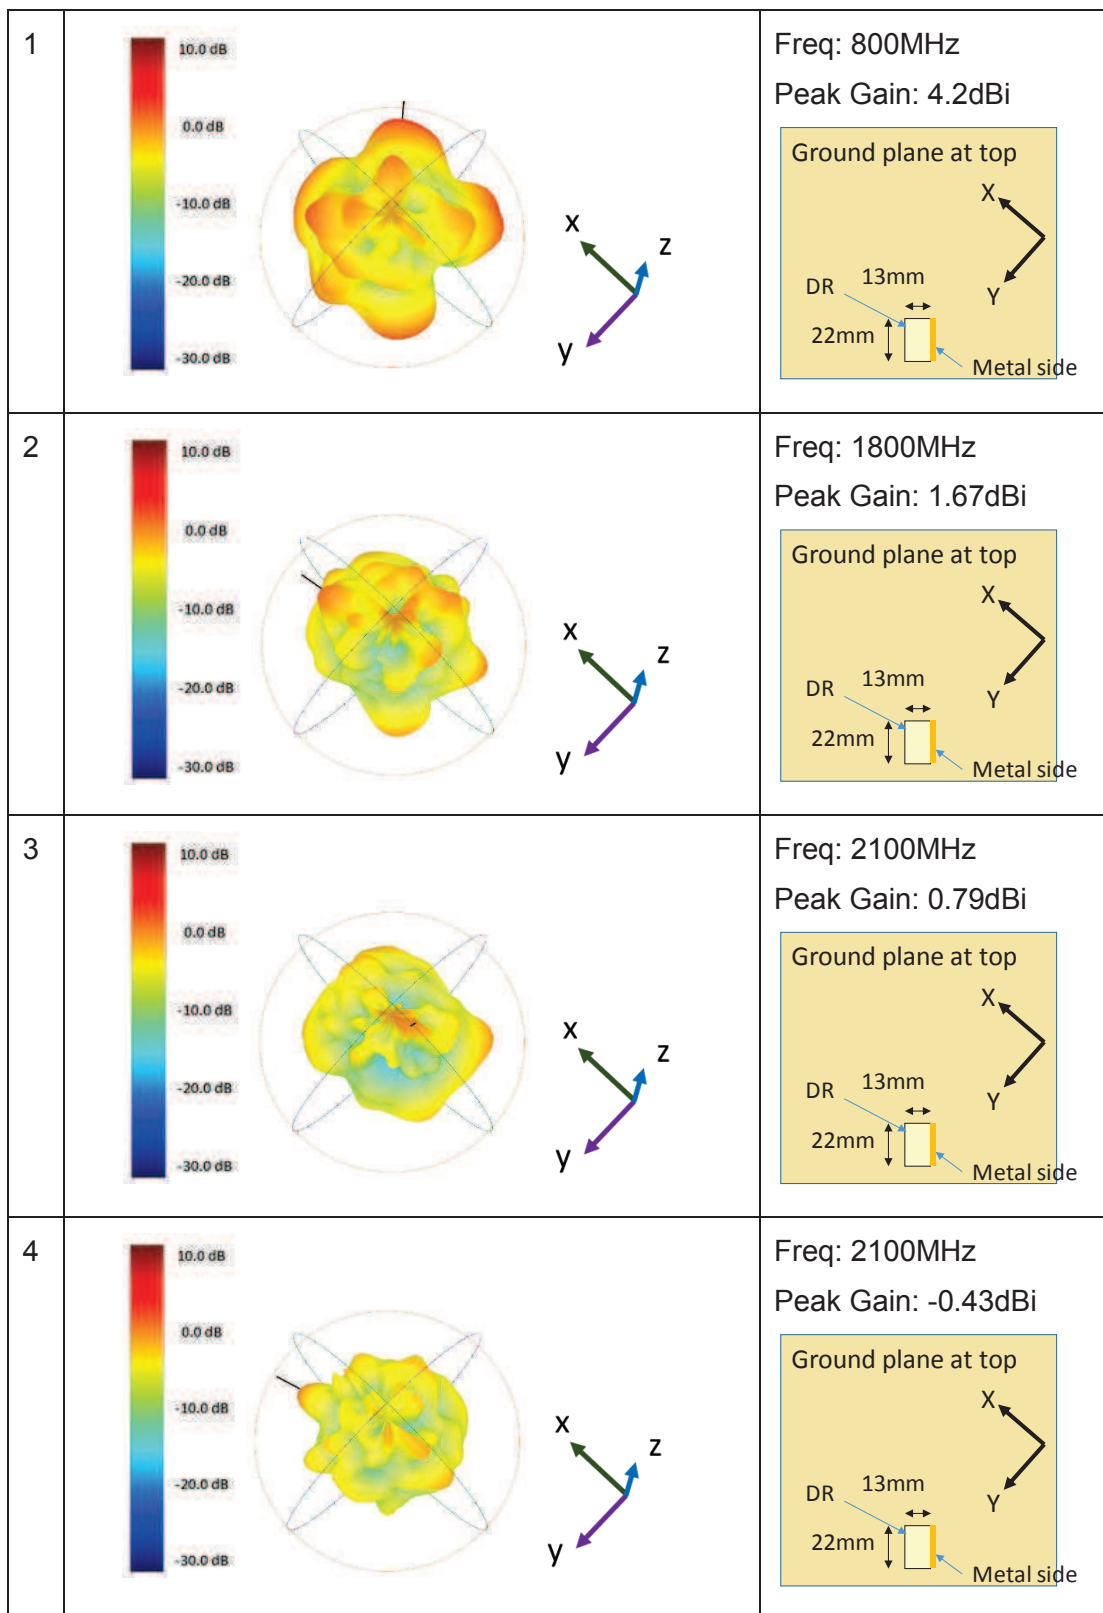 1
10.0 dB
0.0 dB
-10.0 dB
-20.0 dB
-30.0 dB
x
z
y
Freq: 800MHz
Peak Gain: 4.2dBi
Ground plane at top
X
DR
13mm
Y
22mm
Metal side
2
10.0 dB
0.0 dB
-10.0 dB
-20.0 dB
-30.0 dB
x
z
y
Freq: 1800MHz
Peak Gain: 1.67dBi
Ground plane at top
X
DR
13mm
Y
22mm
Metal side
3
10.0 dB
0.0 dB
-10.0 dB
-20.0 dB
-30.0 dB
x
z
y
Freq: 2100MHz
Peak Gain: 0.79dBi
Ground plane at top
X
DR
13mm
Y
22mm
Metal side
4
10.0 dB
0.0 dB
-10.0 dB
-20.0 dB
-30.0 dB
x
z
y
Freq: 2100MHz
Peak Gain: -0.43dBi
Ground plane at top
X
DR
13mm
Y
22mm
Metal side